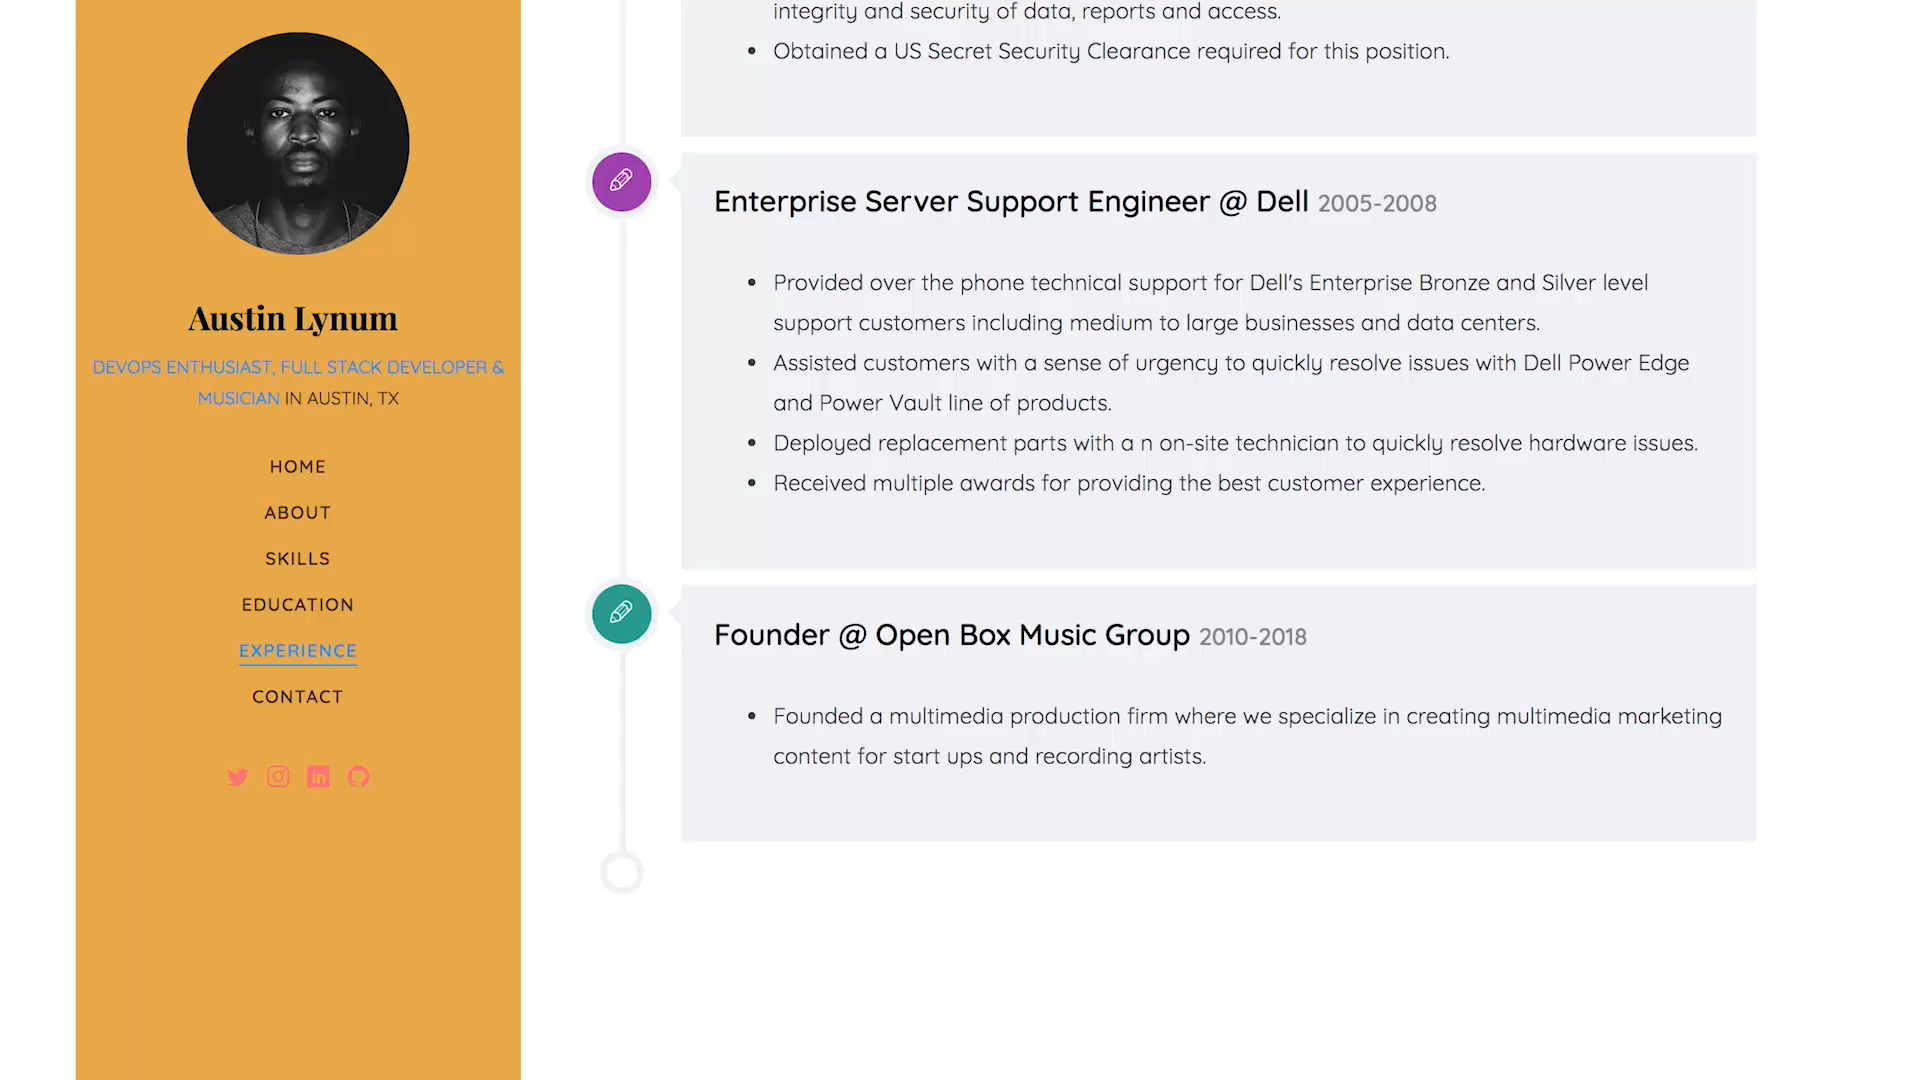 Austin Lynum
DEVOPS ENTHUSIAST, FULL STACK DEVELOPER &
MUSICIAN IN AUSTIN, TX
HOME
ABOUT
SKILLS
EDUCATION
EXPERIENCE
CONTACT
integrity and security of data, reports and access.
• Obtained a US Secret Security Clearance required for this position.
Enterprise Server Support Engineer @ Dell 2005-2008
• Provided over the phone technical support for Dell's Enterprise Bronze and Silver level
support customers including medium to large businesses and data centers.
• Assisted customers with a sense of urgency to quickly resolve issues with Dell Power Edge
and Power Vault line of products.
• Deployed replacement parts with a n on-site technician to quickly resolve hardware issues.
• Received multiple awards for providing the best customer experience.
Founder @ Open Box Music Group 2010-2018
• Founded a multimedia production firm where we specialize in creating multimedia marketing
content for start ups and recording artists.